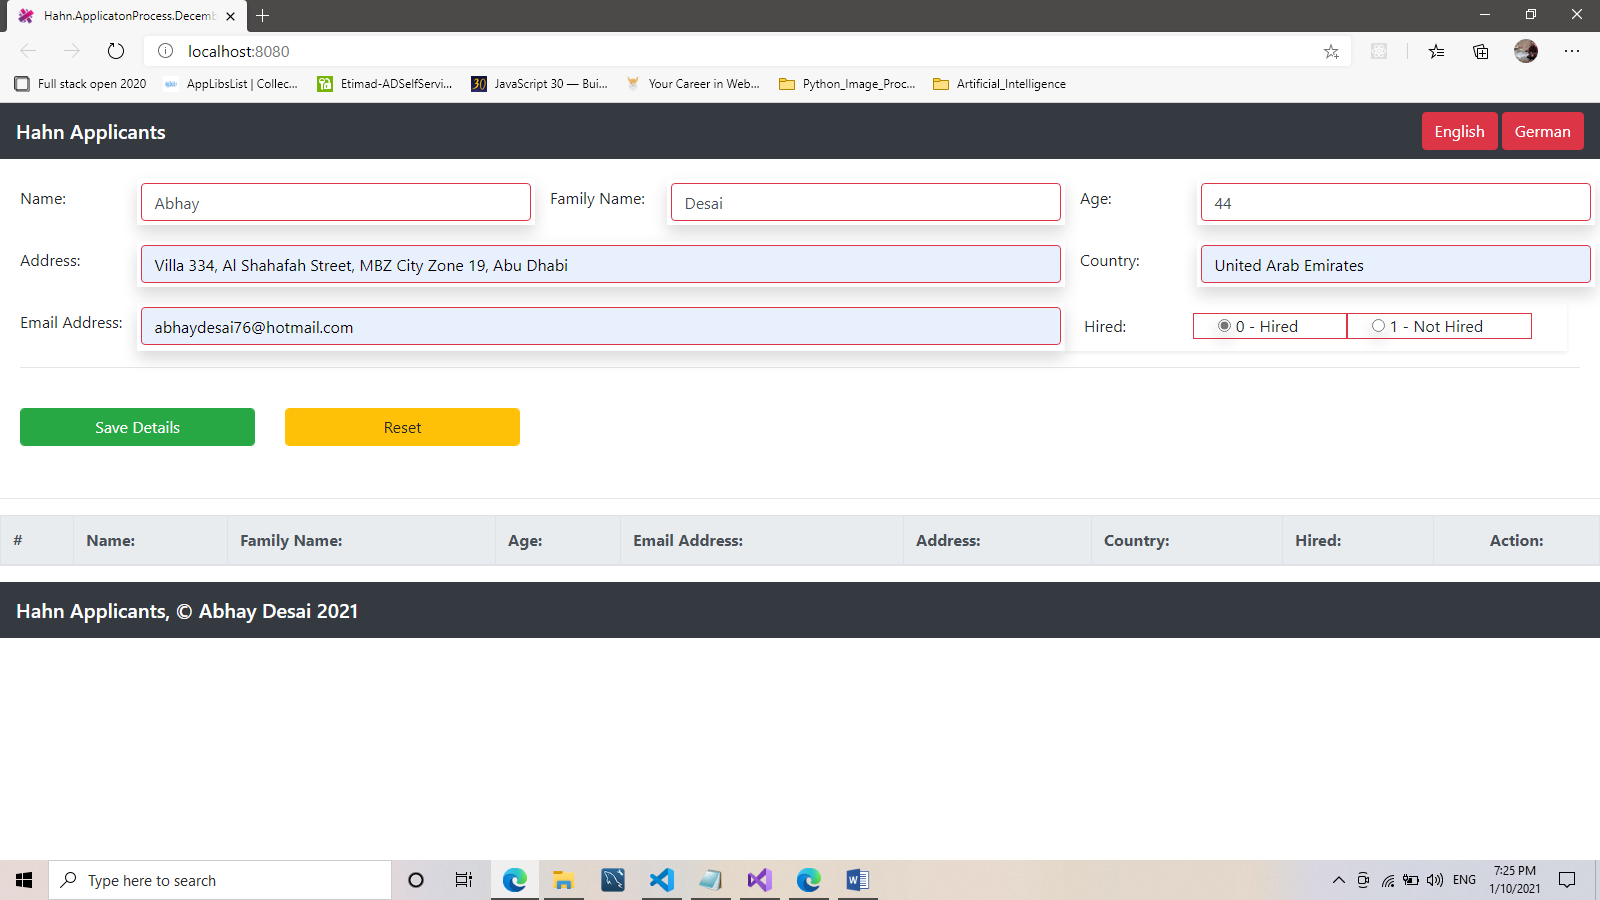 Hahn.ApplicatonProcess.Decemb
localhost:8080
Full stack open 2020
AppLibsList | Collec...
Etimad-ADSelfServi...
30
JavaScript 30 — Bui...
Your Career in Web...
Python_Image_Proc...
Artificial_Intelligence
Hahn Applicants
English
German
Name:
Abhay
Family Name:
Desai
Age:
44
Address:
Villa 334, Al Shahafah Street, MBZ City Zone 19, Abu Dhabi
Country:
United Arab Emirates
Email Address:
abhaydesai76@hotmail.com
Hired:
0 - Hired
1 - Not Hired
Save Details
Reset
# Name: Family Name: Age: Email Address: Address: Country: Hired: Action:
Hahn Applicants, © Abhay Desai 2021
Type here to search
ENG
7:25 PM
1/10/2021